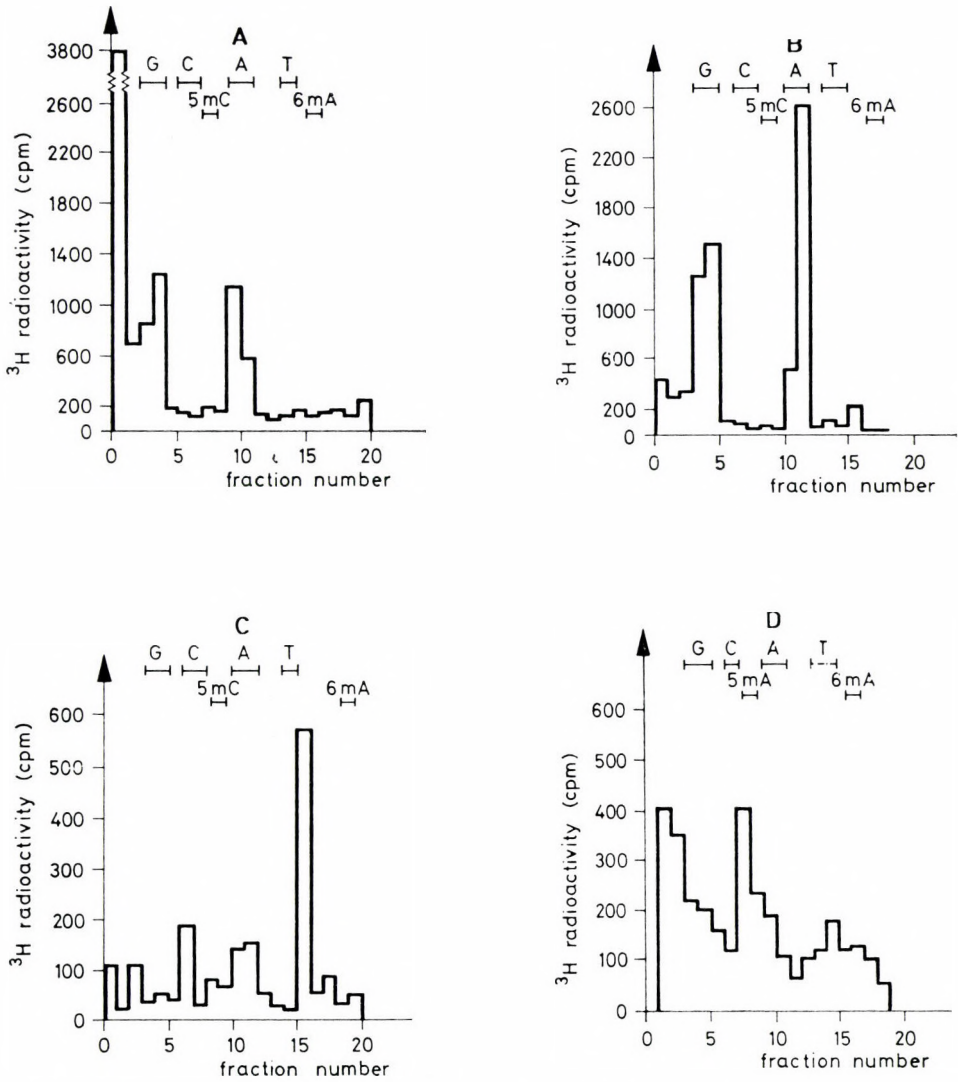 A
3800
G C A T
5mC 6mA
2600
2200
1800
1400
1000
600
200
0
³H radioactivity (cpm)
0 5 10 15 20
fraction number
B
G C A T
5mC 6mA
2600
2200
1800
1400
1000
600
200
0
³H radioactivity (cpm)
0 5 10 15 20
fraction number
C
G C A T
5mC 6mA
600
500
400
300
200
100
0
³H radioactivity (cpm)
0 5 10 15 20
fraction number
D
G C A T
5mA 6mA
600
500
400
300
200
100
0
³H radioactivity (cpm)
0 5 10 15 20
fraction number